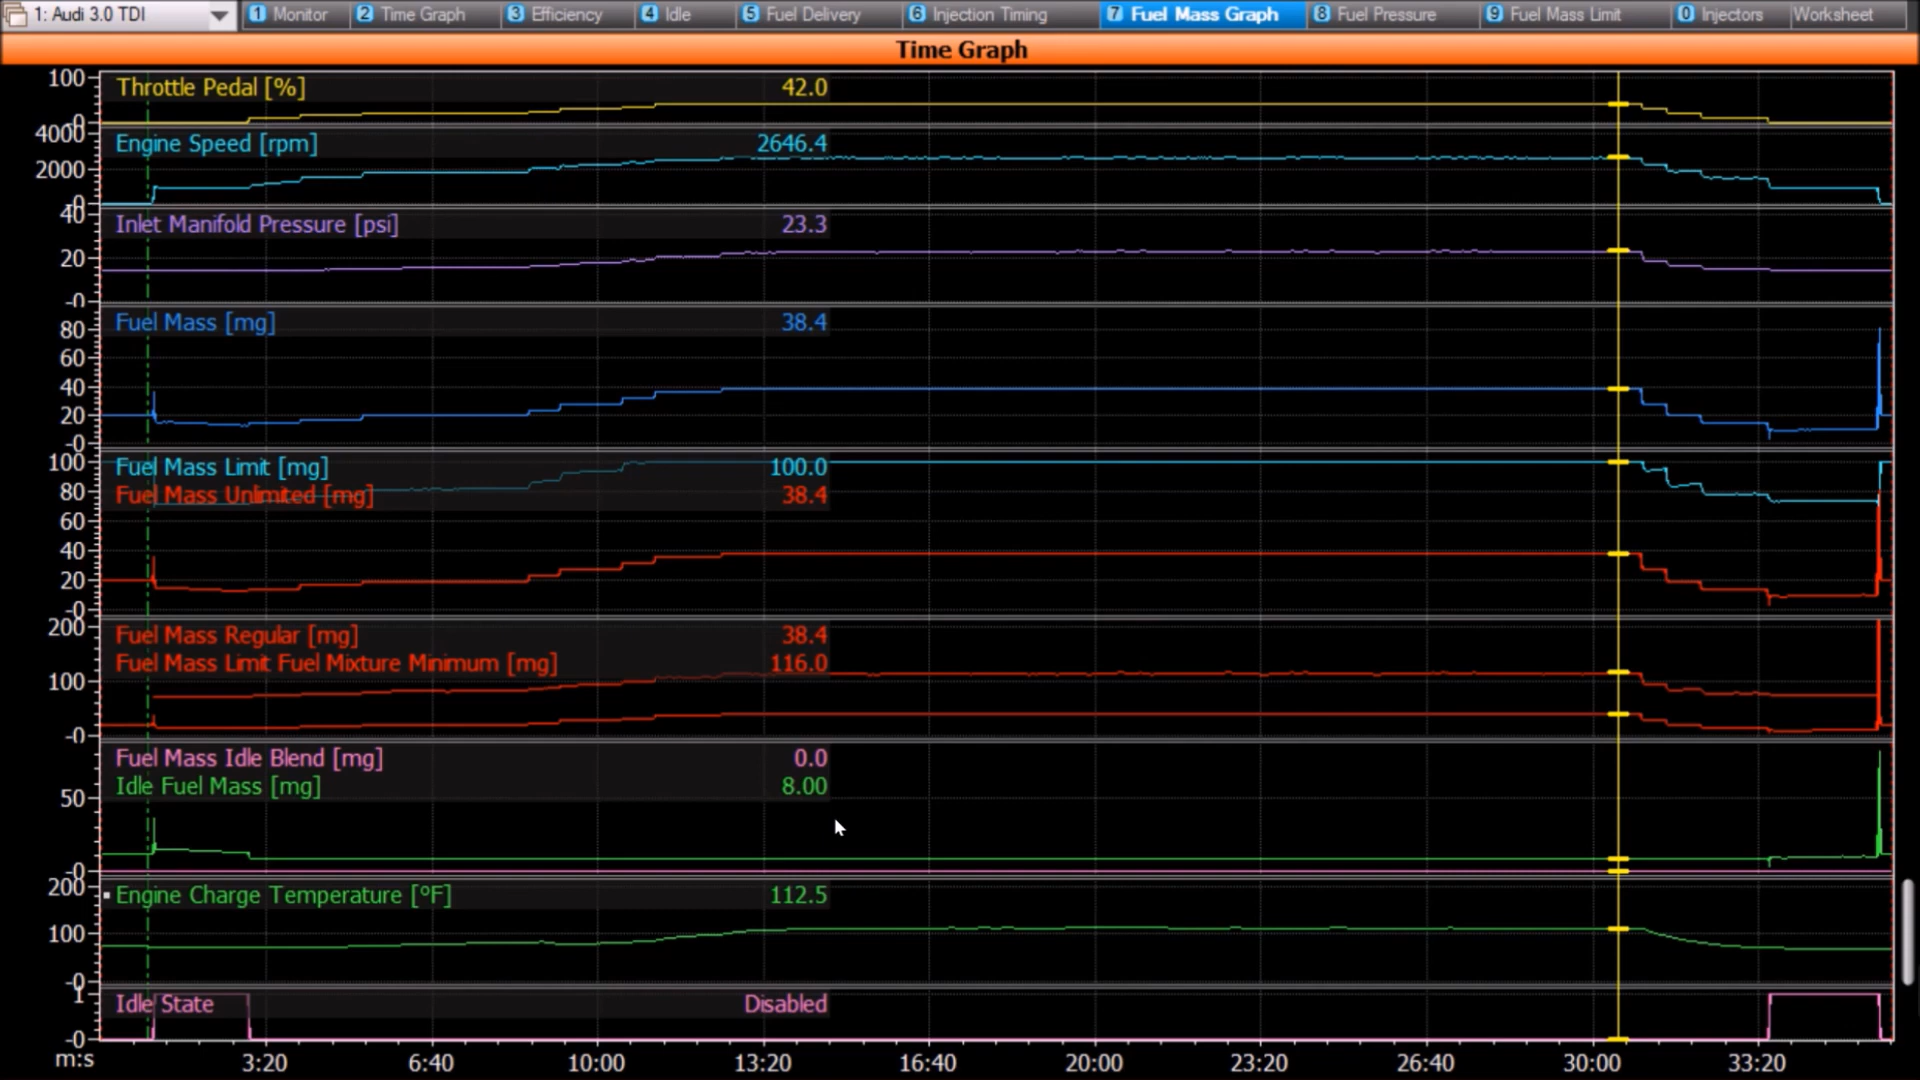 1: Audi 3.0 TDI
1 Monitor
2 Time Graph
3 Efficiency
4 Idle
5 Fuel Delivery
6 Injection Timing
7 Fuel Mass Graph
8 Fuel Pressure
9 Fuel Mass Limit
0 Injectors
Worksheet
Time Graph
100
-0
Throttle Pedal [%] 42.0
4000
2000
-0
Engine Speed [rpm] 2646.4
40
20
-0
Inlet Manifold Pressure [psi] 23.3
80
60
40
20
-0
Fuel Mass [mg] 38.4
100
80
60
40
20
-0
Fuel Mass Limit [mg] 100.0
Fuel Mass Unlimited [mg] 38.4
200
100
-0
Fuel Mass Regular [mg] 38.4
Fuel Mass Limit Fuel Mixture Minimum [mg] 116.0
50
-0
Fuel Mass Idle Blend [mg] 0.0
Idle Fuel Mass [mg] 8.00
200
100
-0
Engine Charge Temperature [°F] 112.5
1
-0
Idle State Disabled
m:s 3:20 6:40 10:00 13:20 16:40 20:00 23:20 26:40 30:00 33:20